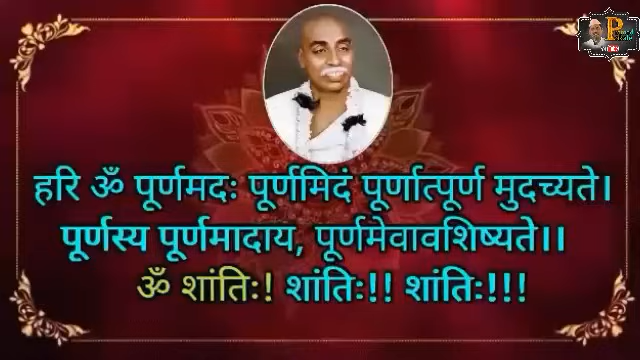 हरि ॐ पूर्णमदः पूर्णमिदं पूर्णात्पूर्ण मुदच्यते।
पूर्णस्य पूर्णमादाय, पूर्णमेवावशिष्यते।।
ॐ शांतिः! शांतिः!! शांतिः!!!